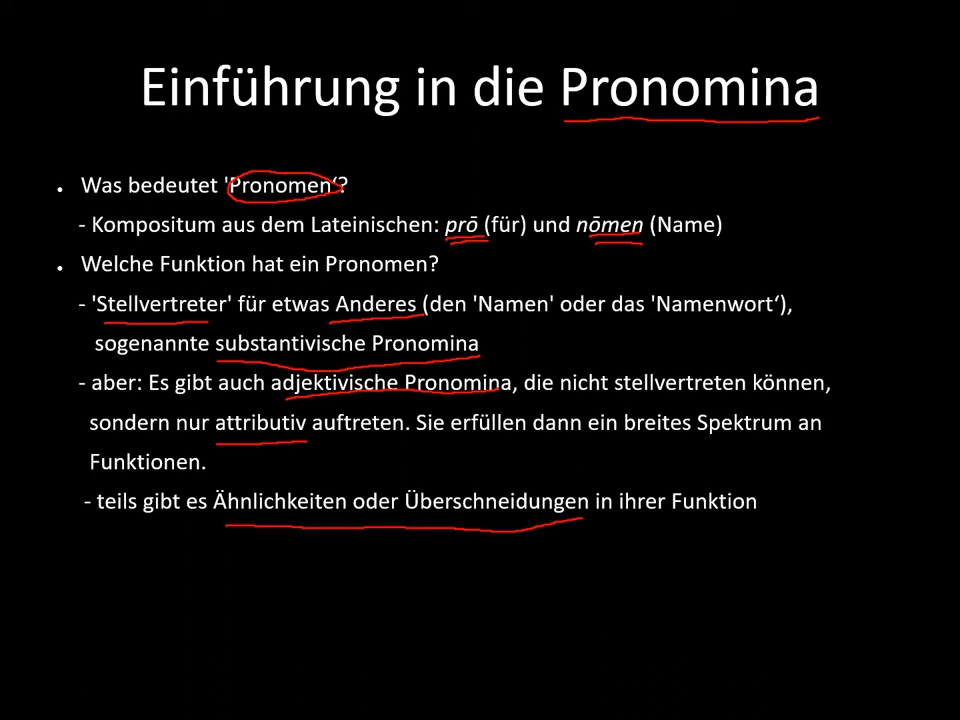 Einführung in die Pronomina
• Was bedeutet 'Pronomen‘?
- Kompositum aus dem Lateinischen: prō (für) und nōmen (Name)
• Welche Funktion hat ein Pronomen?
- 'Stellvertreter' für etwas Anderes (den 'Namen' oder das 'Namenwort‘),
sogenannte substantivische Pronomina
- aber: Es gibt auch adjektivische Pronomina, die nicht stellvertreten können,
sondern nur attributiv auftreten. Sie erfüllen dann ein breites Spektrum an
Funktionen.
- teils gibt es Ähnlichkeiten oder Überschneidungen in ihrer Funktion